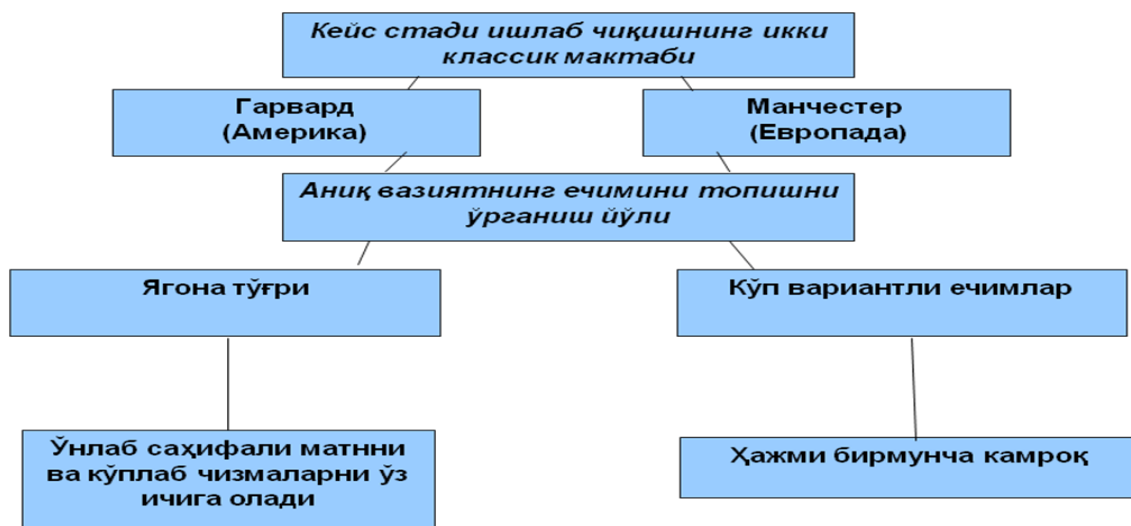 Кейс стади ишлаб чиқишнинг икки
классик мактаби
Гарвард
(Америка)
Манчестер
(Европада)
Аниқ вазиятнинг ечимини топишни
ўрганиш йўли
Ягона тўғри
Кўп вариантли ечимлар
Ўнлаб саҳифали матнни
ва кўплаб чизмаларни ўз
ичига олади
Ҳажми бирмунча камроқ